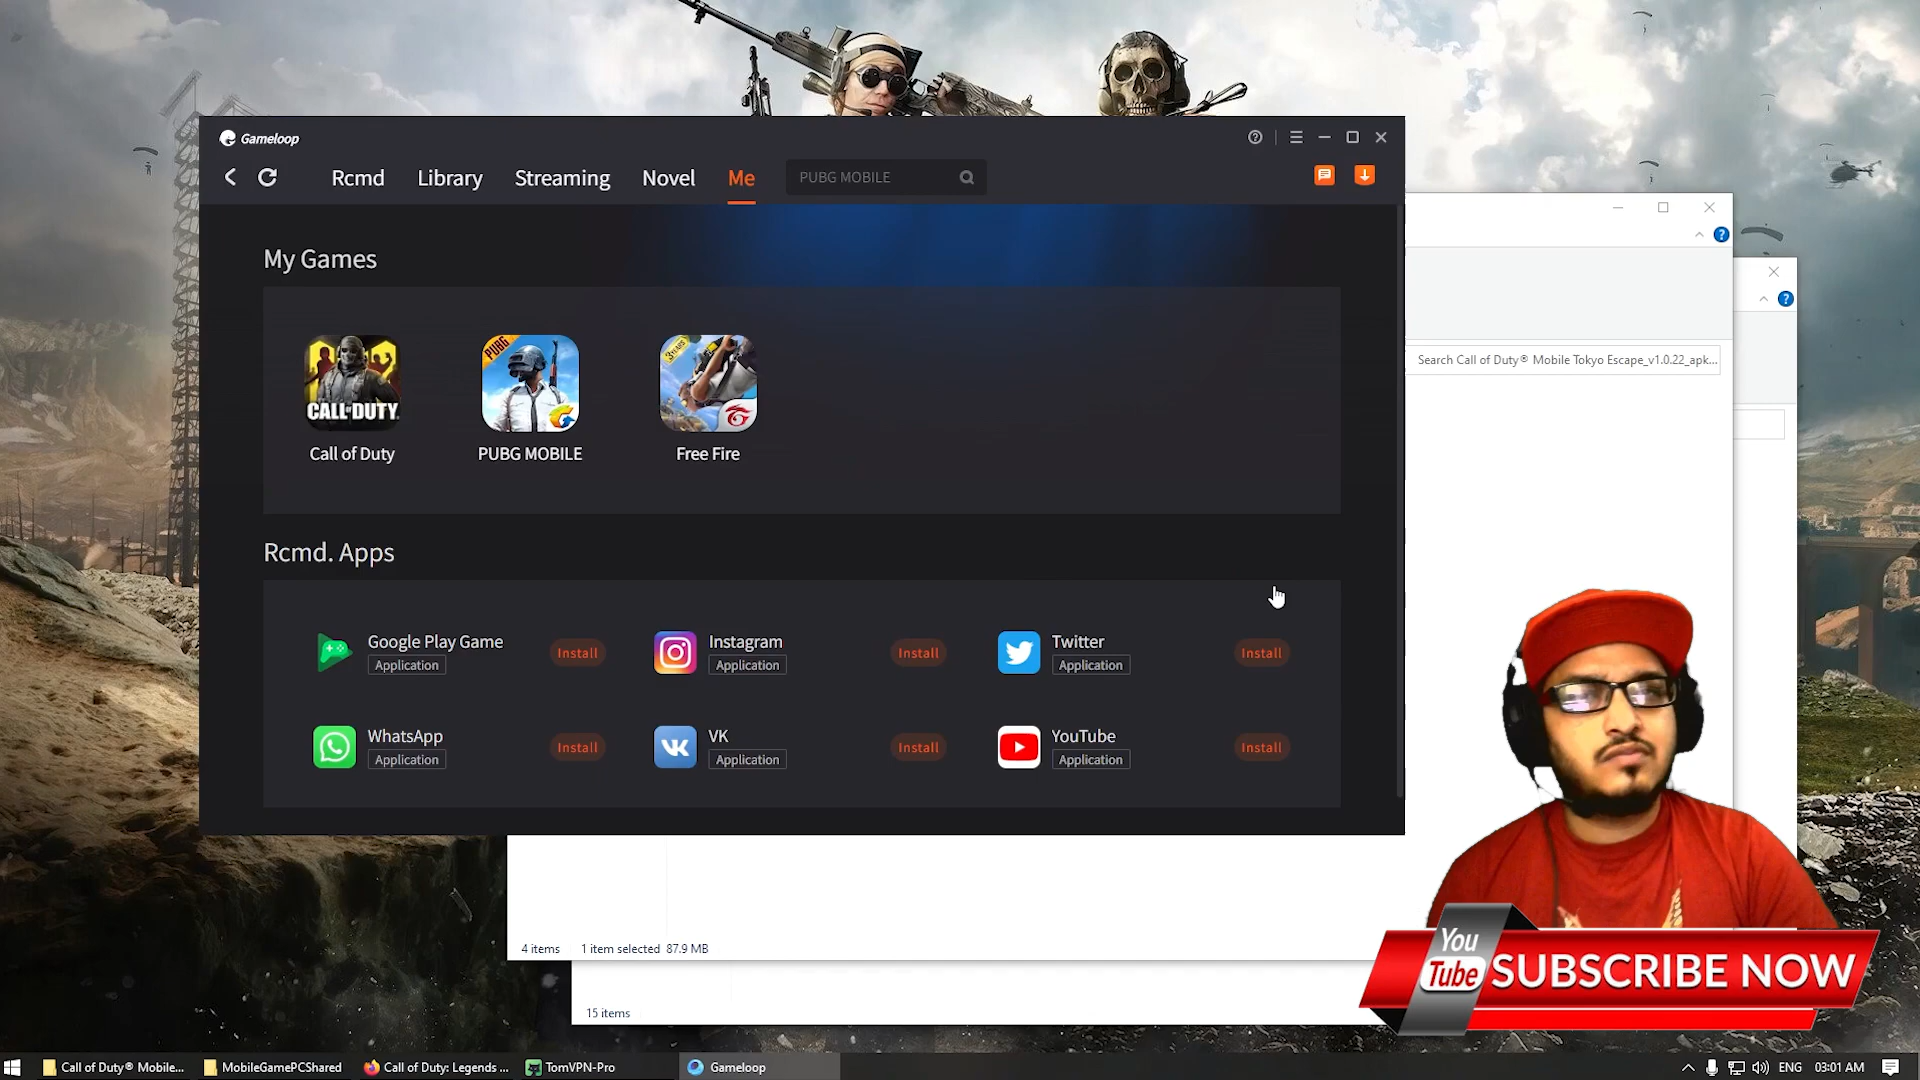 Gameloop
Rcmd
Library
Streaming
Novel
Me
PUBG MOBILE
My Games
PUBG
3 YEARS
CALL OF DUTY.
Call of Duty
PUBG MOBILE
Free Fire
Search Call of Duty® Mobile Tokyo Escape_v1.0.22_apk...
Rcmd. Apps
Google Play Game
Application
Install
Instagram
Application
Install
Twitter
Application
Install
WhatsApp
Application
Install
VK
Application
Install
YouTube
Application
Install
4 items
1 item selected 87.9 MB
15 items
You
Tube
SUBSCRIBE NOW
Call of Duty® Mobile...
MobileGamePCShared
Call of Duty: Legends ...
TomVPN-Pro
Gameloop
ENG
03:01 AM